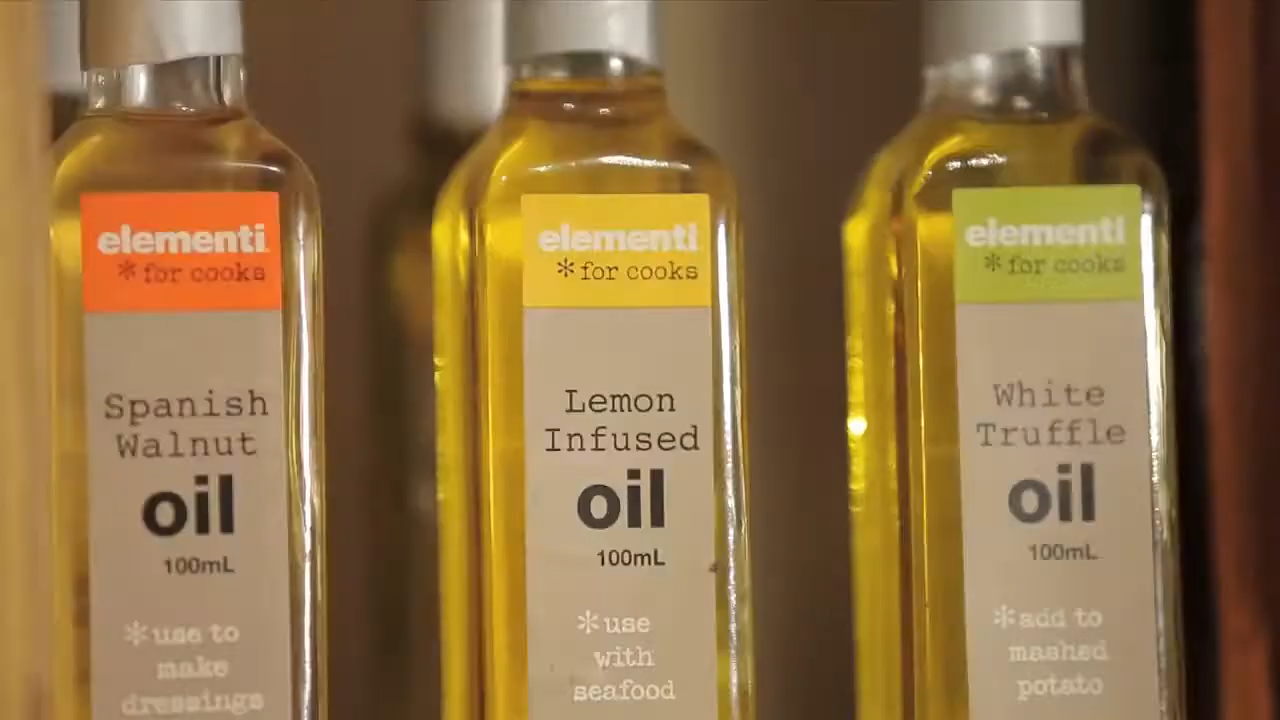 elementi
*for cooks
Spanish
Walnut
oil
100mL
*use to
make
dressings
elementi
*for cooks
Lemon
Infused
oil
100mL
*use
with
seafood
elementi
*for cooks
White
Truffle
oil
100mL
*add to
mashed
potato